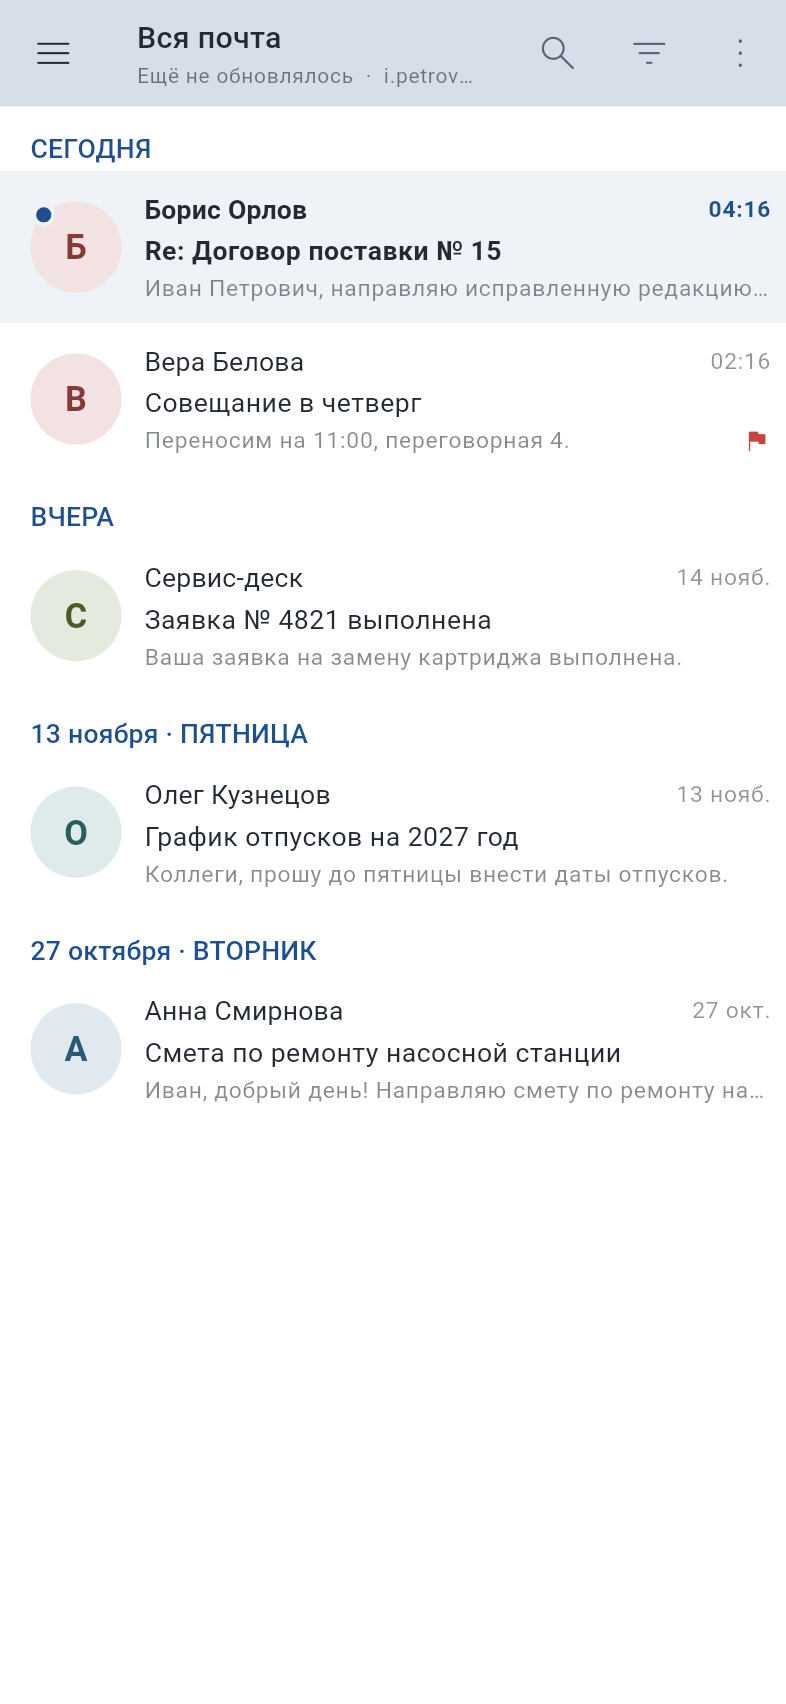 Вся почта
Ещё не обновлялось · i.petrov…
СЕГОДНЯ
Б
Борис Орлов 04:16
Re: Договор поставки № 15
Иван Петрович, направляю исправленную редакцию…
В
Вера Белова 02:16
Совещание в четверг
Переносим на 11:00, переговорная 4.
ВЧЕРА
С
Сервис-деск 14 нояб.
Заявка № 4821 выполнена
Ваша заявка на замену картриджа выполнена.
13 ноября · ПЯТНИЦА
О
Олег Кузнецов 13 нояб.
График отпусков на 2027 год
Коллеги, прошу до пятницы внести даты отпусков.
27 октября · ВТОРНИК
А
Анна Смирнова 27 окт.
Смета по ремонту насосной станции
Иван, добрый день! Направляю смету по ремонту на…